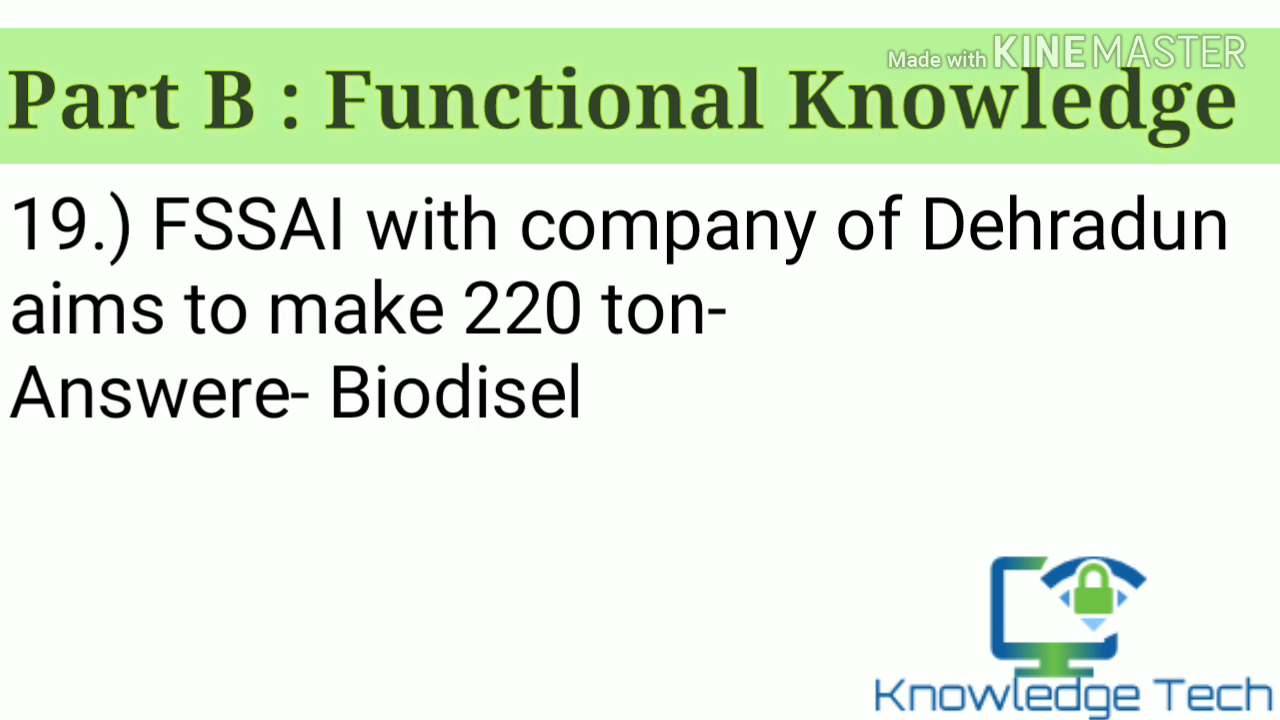 Made with KINEMASTER
Part B : Functional Knowledge
19.) FSSAI with company of Dehradun
aims to make 220 ton-
Answere- Biodisel
Knowledge Tech